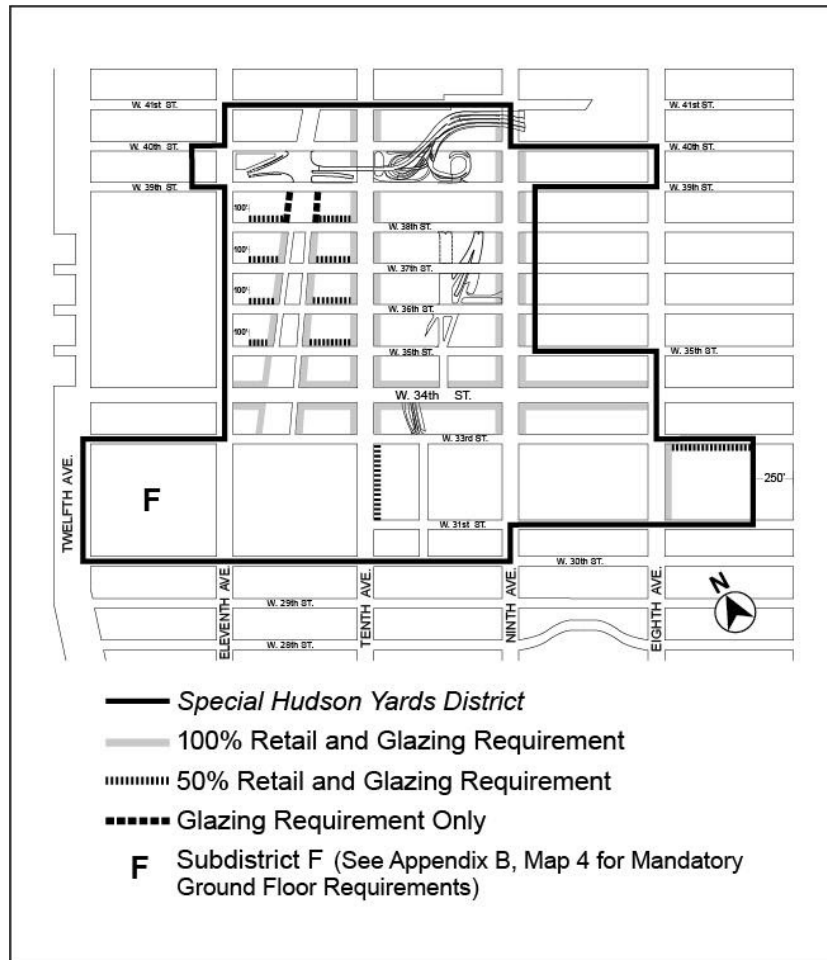 W. 41st ST. W. 41st ST.
W. 40th ST. W. 40th ST.
W. 39th ST. W. 39th ST.
100'
W. 38th ST.
100'
W. 37th ST.
100'
W. 36th ST.
100'
W. 35th ST. W. 35th ST.
W. 34th ST.
W. 33rd ST.
TWELFTH AVE.
F
250'
W. 31st ST.
W. 30th ST.
ELEVENTH AVE.
TENTH AVE.
NINTH AVE.
EIGHTH AVE.
N
W. 29th ST.
W. 28th ST.
Special Hudson Yards District
100% Retail and Glazing Requirement
50% Retail and Glazing Requirement
Glazing Requirement Only
F Subdistrict F (See Appendix B, Map 4 for Mandatory
Ground Floor Requirements)